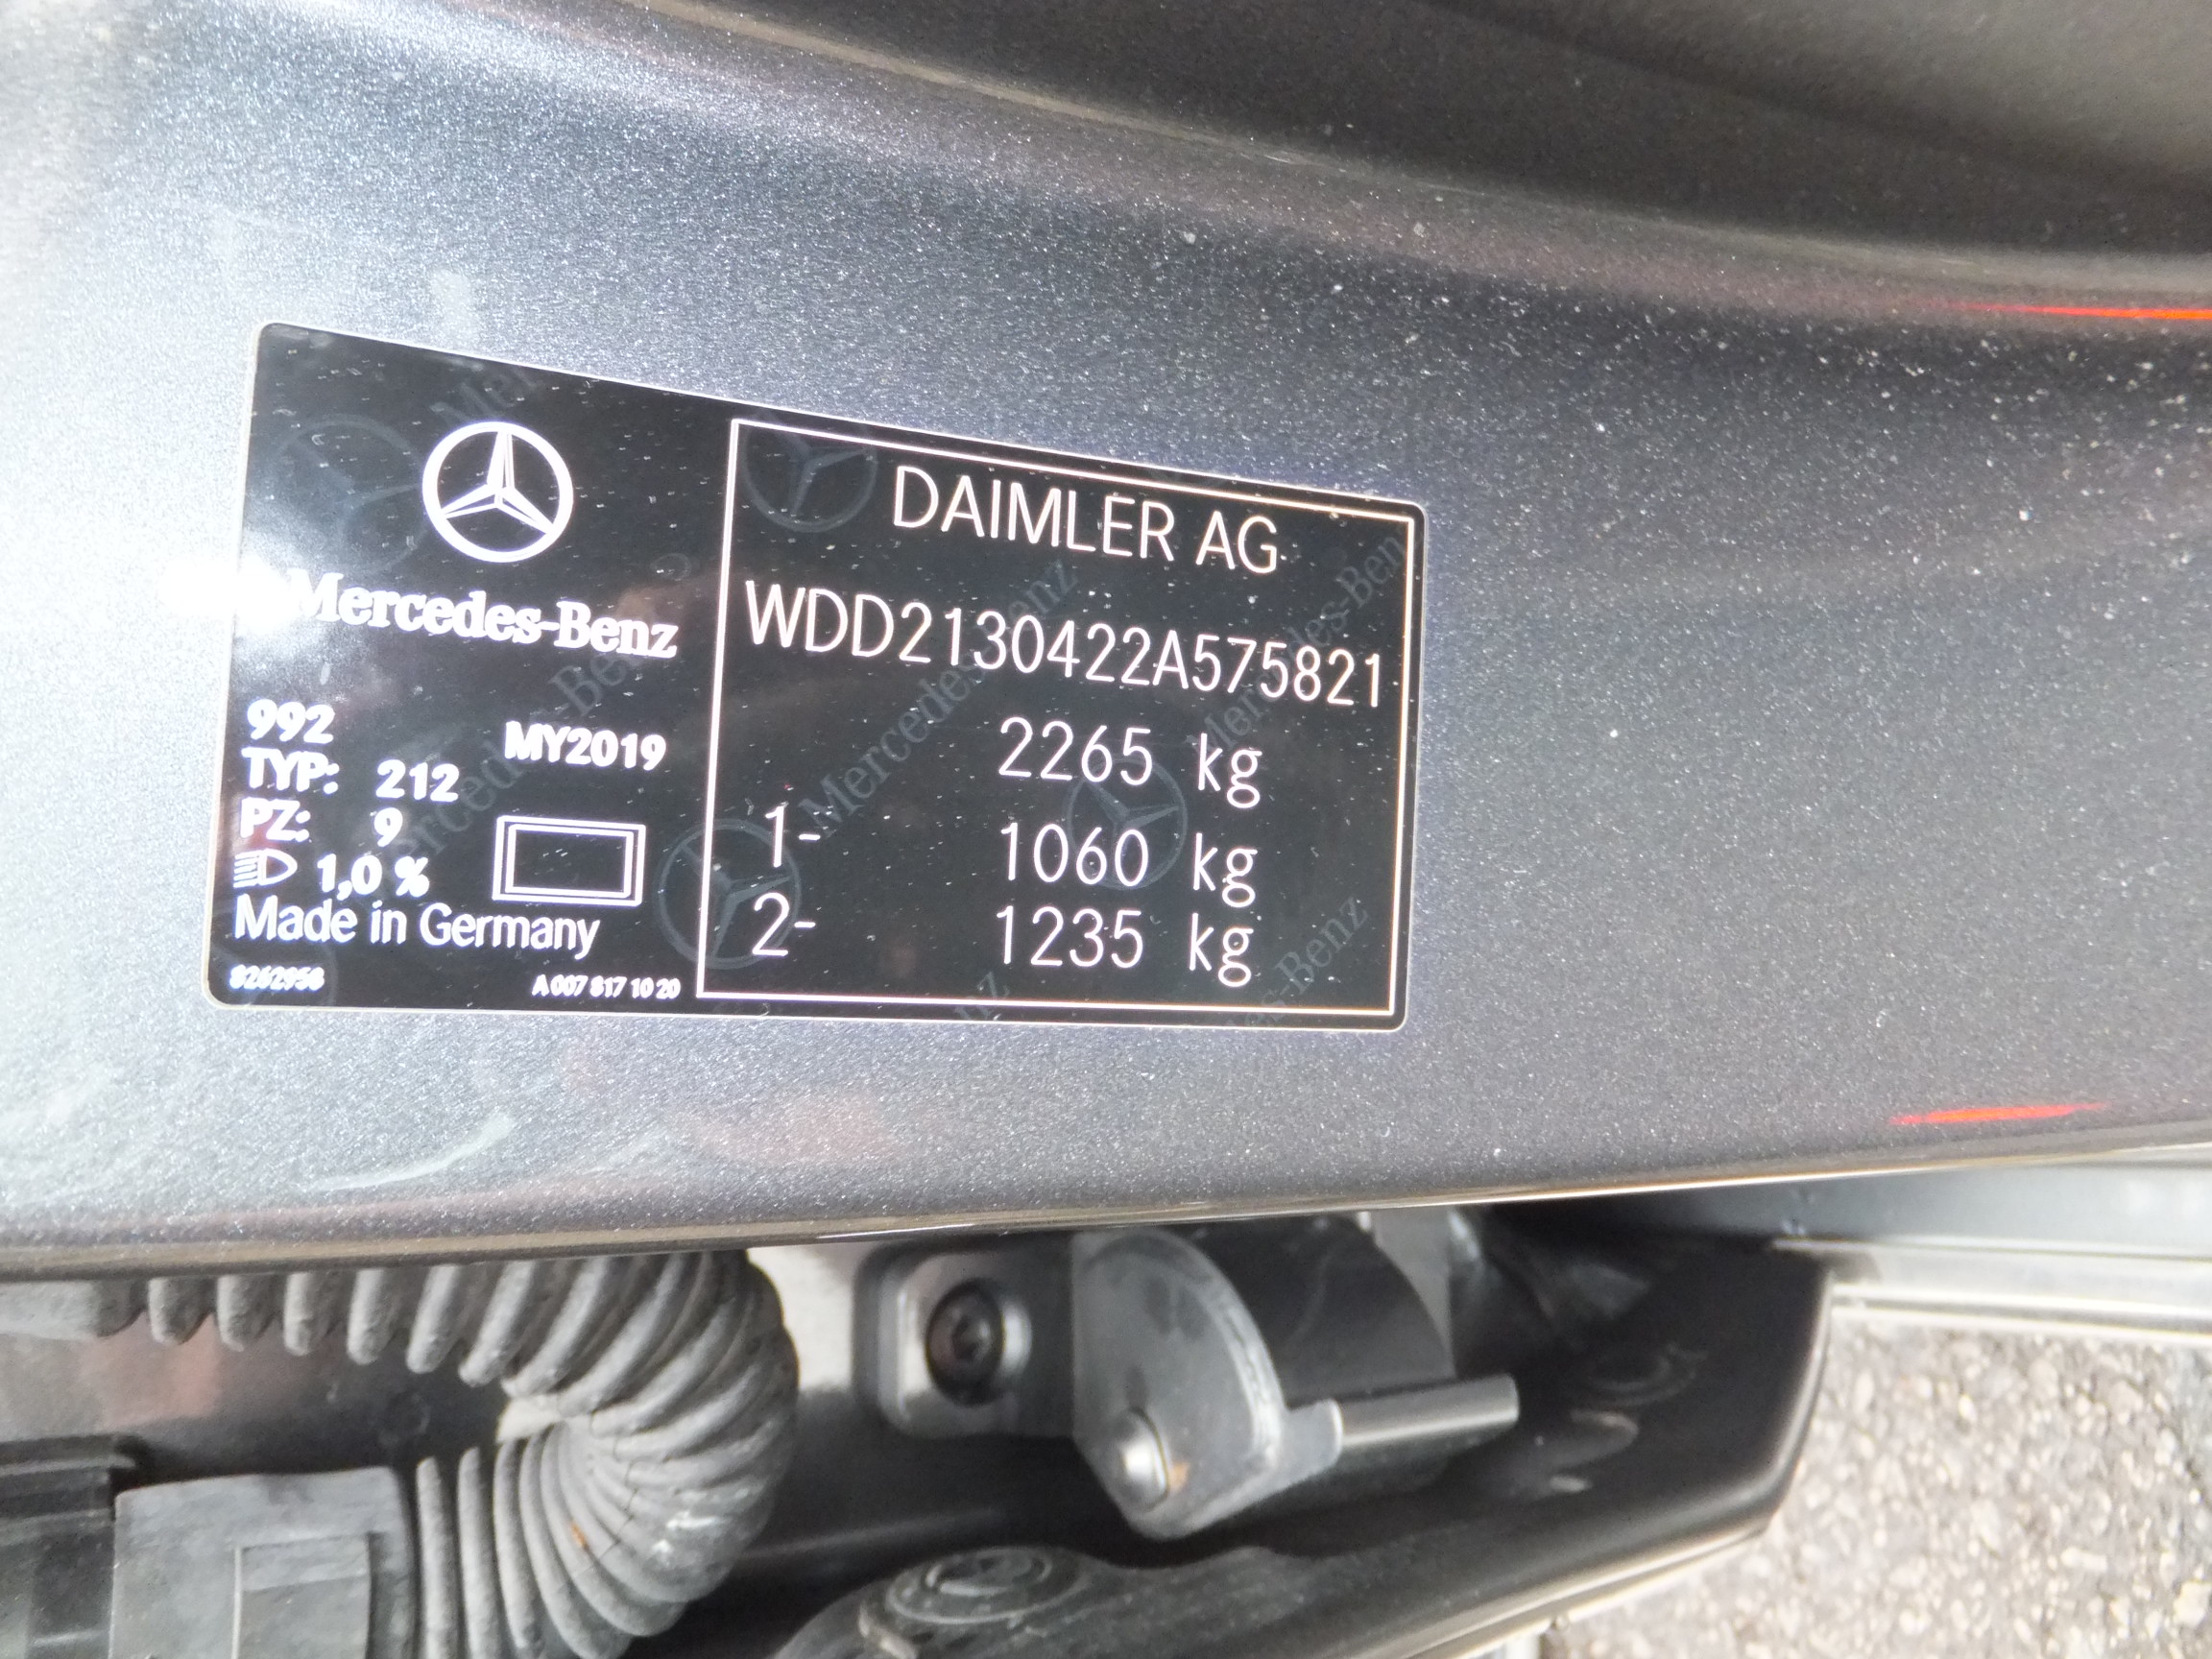 Mercedes-Benz
992
MY2019
TYP: 212
PZ: 9
1,0 %
Made in Germany
8262958
A 007 817 10 20
DAIMLER AG
WDD2130422A575821
2265 kg
1- 1060 kg
2- 1235 kg